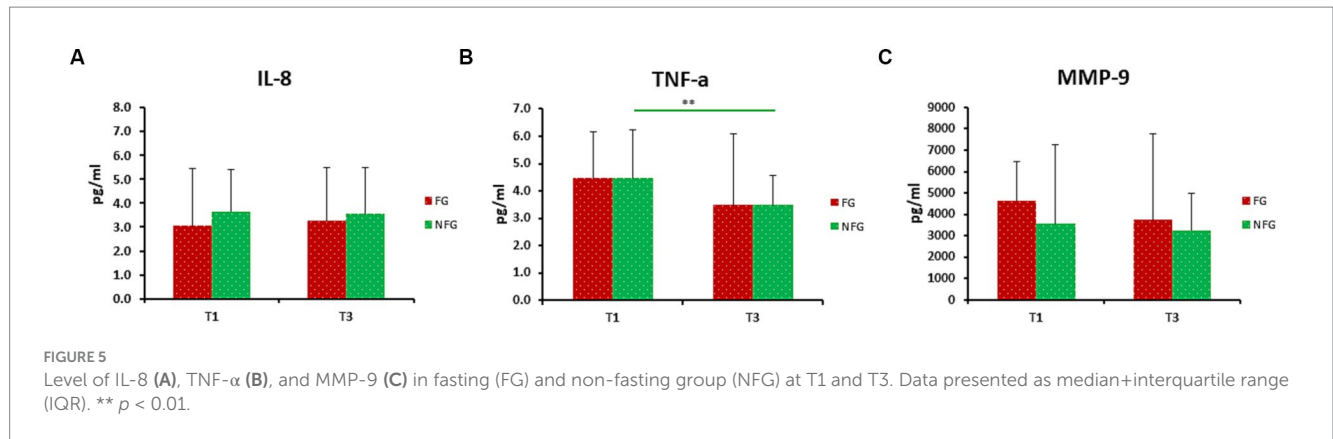 A
IL-8
8.0
7.0
6.0
5.0
4.0
3.0
2.0
1.0
0.0
pg/ml
T1
T3
FG
NFG
B
TNF-a
**
7.0
6.0
5.0
4.0
3.0
2.0
1.0
0.0
pg/ml
T1
T3
FG
NFG
C
MMP-9
9000
8000
7000
6000
5000
4000
3000
2000
1000
0
pg/ml
T1
T3
FG
NFG
FIGURE 5
Level of IL-8 (A), TNF-α (B), and MMP-9 (C) in fasting (FG) and non-fasting group (NFG) at T1 and T3. Data presented as median+interquartile range
(IQR). ** p < 0.01.